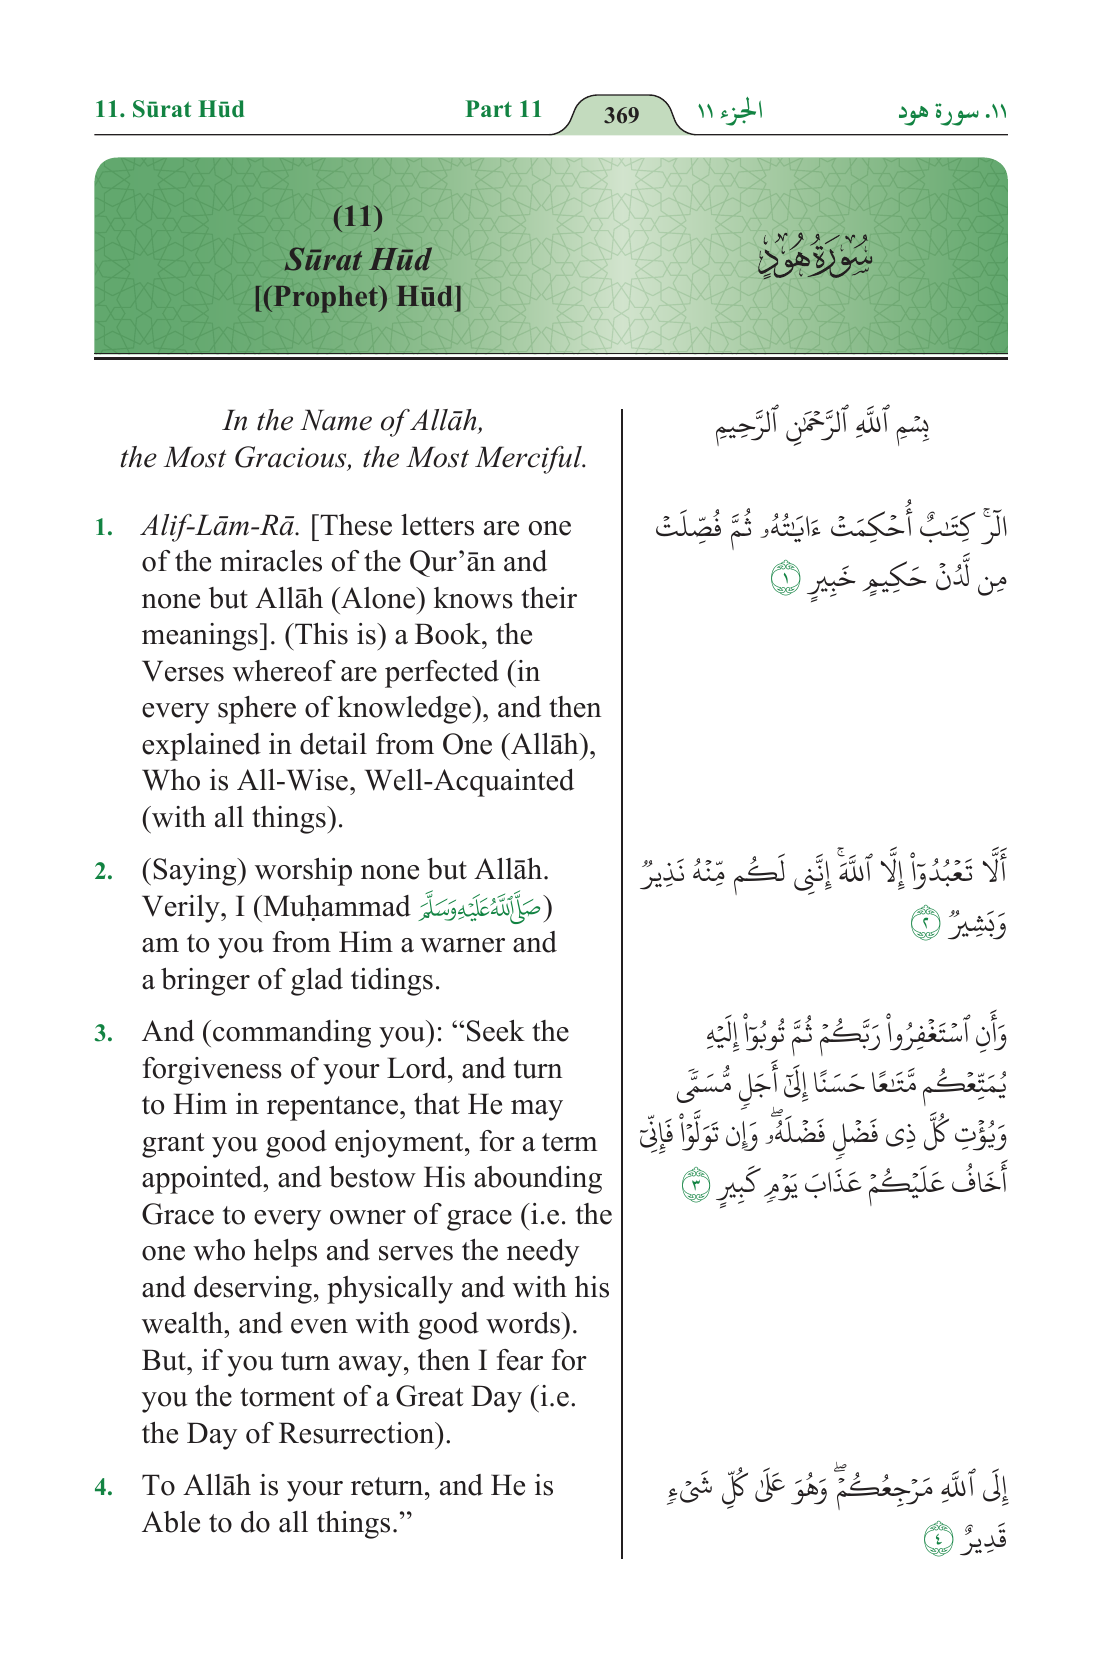 11. Sūrat Hūd Part 11 369 الجزء ١١ ١١. سورة هود
(11)
Sūrat Hūd
[(Prophet) Hūd]
سُورَةُ هُودٍ
In the Name of Allāh,
the Most Gracious, the Most Merciful.
1. Alif-Lām-Rā. [These letters are one
of the miracles of the Qur’ān and
none but Allāh (Alone) knows their
meanings]. (This is) a Book, the
Verses whereof are perfected (in
every sphere of knowledge), and then
explained in detail from One (Allāh),
Who is All-Wise, Well-Acquainted
(with all things).
2. (Saying) worship none but Allāh.
Verily, I (Muḥammad صَلَّى ٱللَّهُ عَلَيْهِ وَسَلَّمَ)
am to you from Him a warner and
a bringer of glad tidings.
3. And (commanding you): “Seek the
forgiveness of your Lord, and turn
to Him in repentance, that He may
grant you good enjoyment, for a term
appointed, and bestow His abounding
Grace to every owner of grace (i.e. the
one who helps and serves the needy
and deserving, physically and with his
wealth, and even with good words).
But, if you turn away, then I fear for
you the torment of a Great Day (i.e.
the Day of Resurrection).
4. To Allāh is your return, and He is
Able to do all things.”
بِسْمِ ٱللَّهِ ٱلرَّحْمَٰنِ ٱلرَّحِيمِ
الٓرۚ كِتَٰبٌ أُحْكِمَتْ ءَايَٰتُهُۥ ثُمَّ فُصِّلَتْ
مِن لَّدُنْ حَكِيمٍ خَبِيرٍ ١
أَلَّا تَعْبُدُوٓا۟ إِلَّا ٱللَّهَۚ إِنَّنِى لَكُم مِّنْهُ نَذِيرٌ
وَبَشِيرٌ ٢
وَأَنِ ٱسْتَغْفِرُوا۟ رَبَّكُمْ ثُمَّ تُوبُوٓا۟ إِلَيْهِ
يُمَتِّعْكُم مَّتَٰعًا حَسَنًا إِلَىٰٓ أَجَلٍ مُّسَمًّى
وَيُؤْتِ كُلَّ ذِى فَضْلٍ فَضْلَهُۥۖ وَإِن تَوَلَّوْا۟ فَإِنِّىٓ
أَخَافُ عَلَيْكُمْ عَذَابَ يَوْمٍ كَبِيرٍ ٣
إِلَى ٱللَّهِ مَرْجِعُكُمْۖ وَهُوَ عَلَىٰ كُلِّ شَىْءٍ
قَدِيرٌ ٤